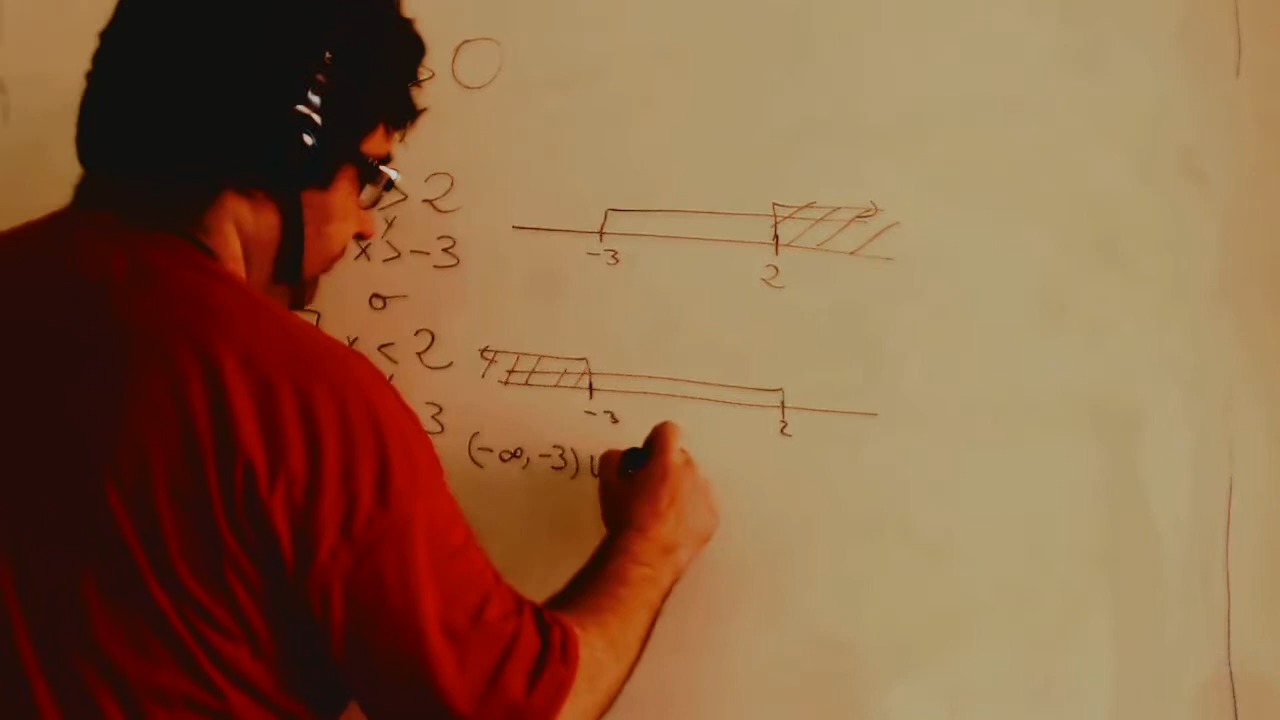 > 0
> 2
y
x > -3
-3
2
o
x < 2
-3
2
3
(-∞, -3) U